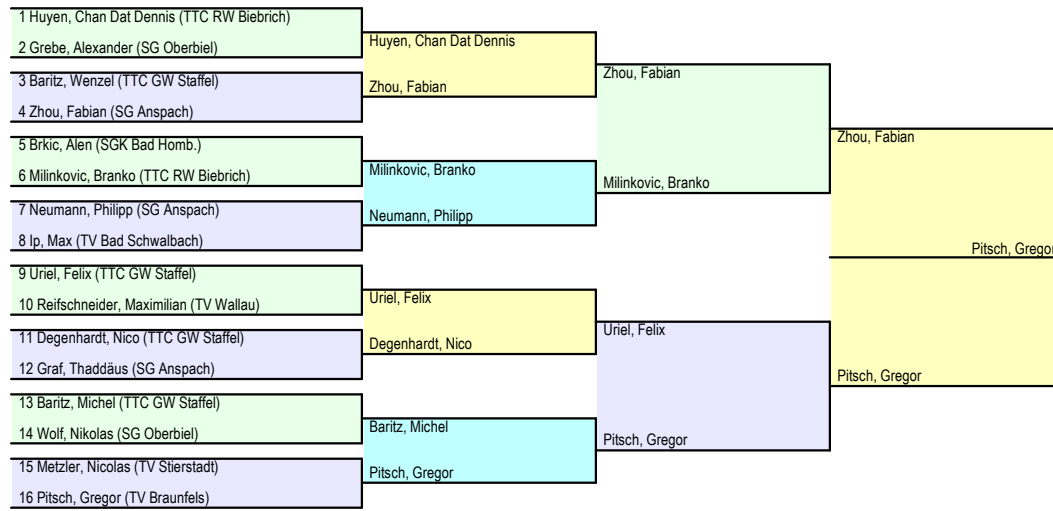 1 Huyen, Chan Dat Dennis (TTC RW Biebrich)
2 Grebe, Alexander (SG Oberbiel)
3 Baritz, Wenzel (TTC GW Staffel)
4 Zhou, Fabian (SG Anspach)
5 Brkic, Alen (SGK Bad Homb.)
6 Milinkovic, Branko (TTC RW Biebrich)
7 Neumann, Philipp (SG Anspach)
8 Ip, Max (TV Bad Schwalbach)
9 Uriel, Felix (TTC GW Staffel)
10 Reifschneider, Maximilian (TV Wallau)
11 Degenhardt, Nico (TTC GW Staffel)
12 Graf, Thaddäus (SG Anspach)
13 Baritz, Michel (TTC GW Staffel)
14 Wolf, Nikolas (SG Oberbiel)
15 Metzler, Nicolas (TV Stierstadt)
16 Pitsch, Gregor (TV Braunfels)
Huyen, Chan Dat Dennis
Zhou, Fabian
Milinkovic, Branko
Neumann, Philipp
Uriel, Felix
Degenhardt, Nico
Baritz, Michel
Pitsch, Gregor
Zhou, Fabian
Milinkovic, Branko
Uriel, Felix
Pitsch, Gregor
Zhou, Fabian
Pitsch, Gregor
Pitsch, Gregor